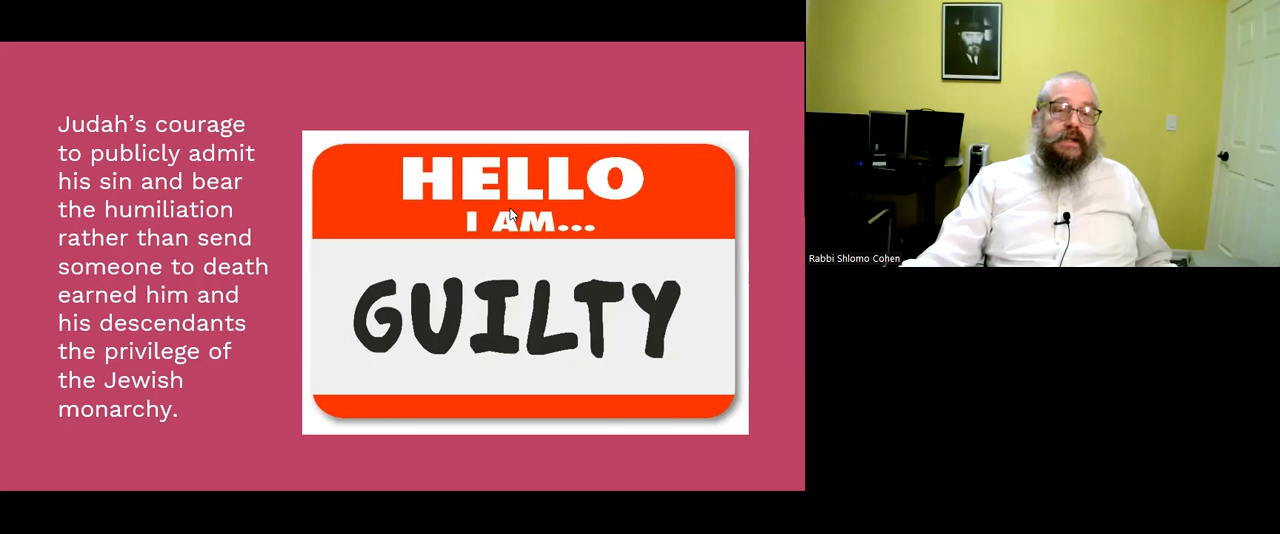 Judah’s courage
to publicly admit
his sin and bear
the humiliation
rather than send
someone to death
earned him and
his descendants
the privilege of
the Jewish
monarchy.
HELLO
I AM...
GUILTY
Rabbi Shlomo Cohen